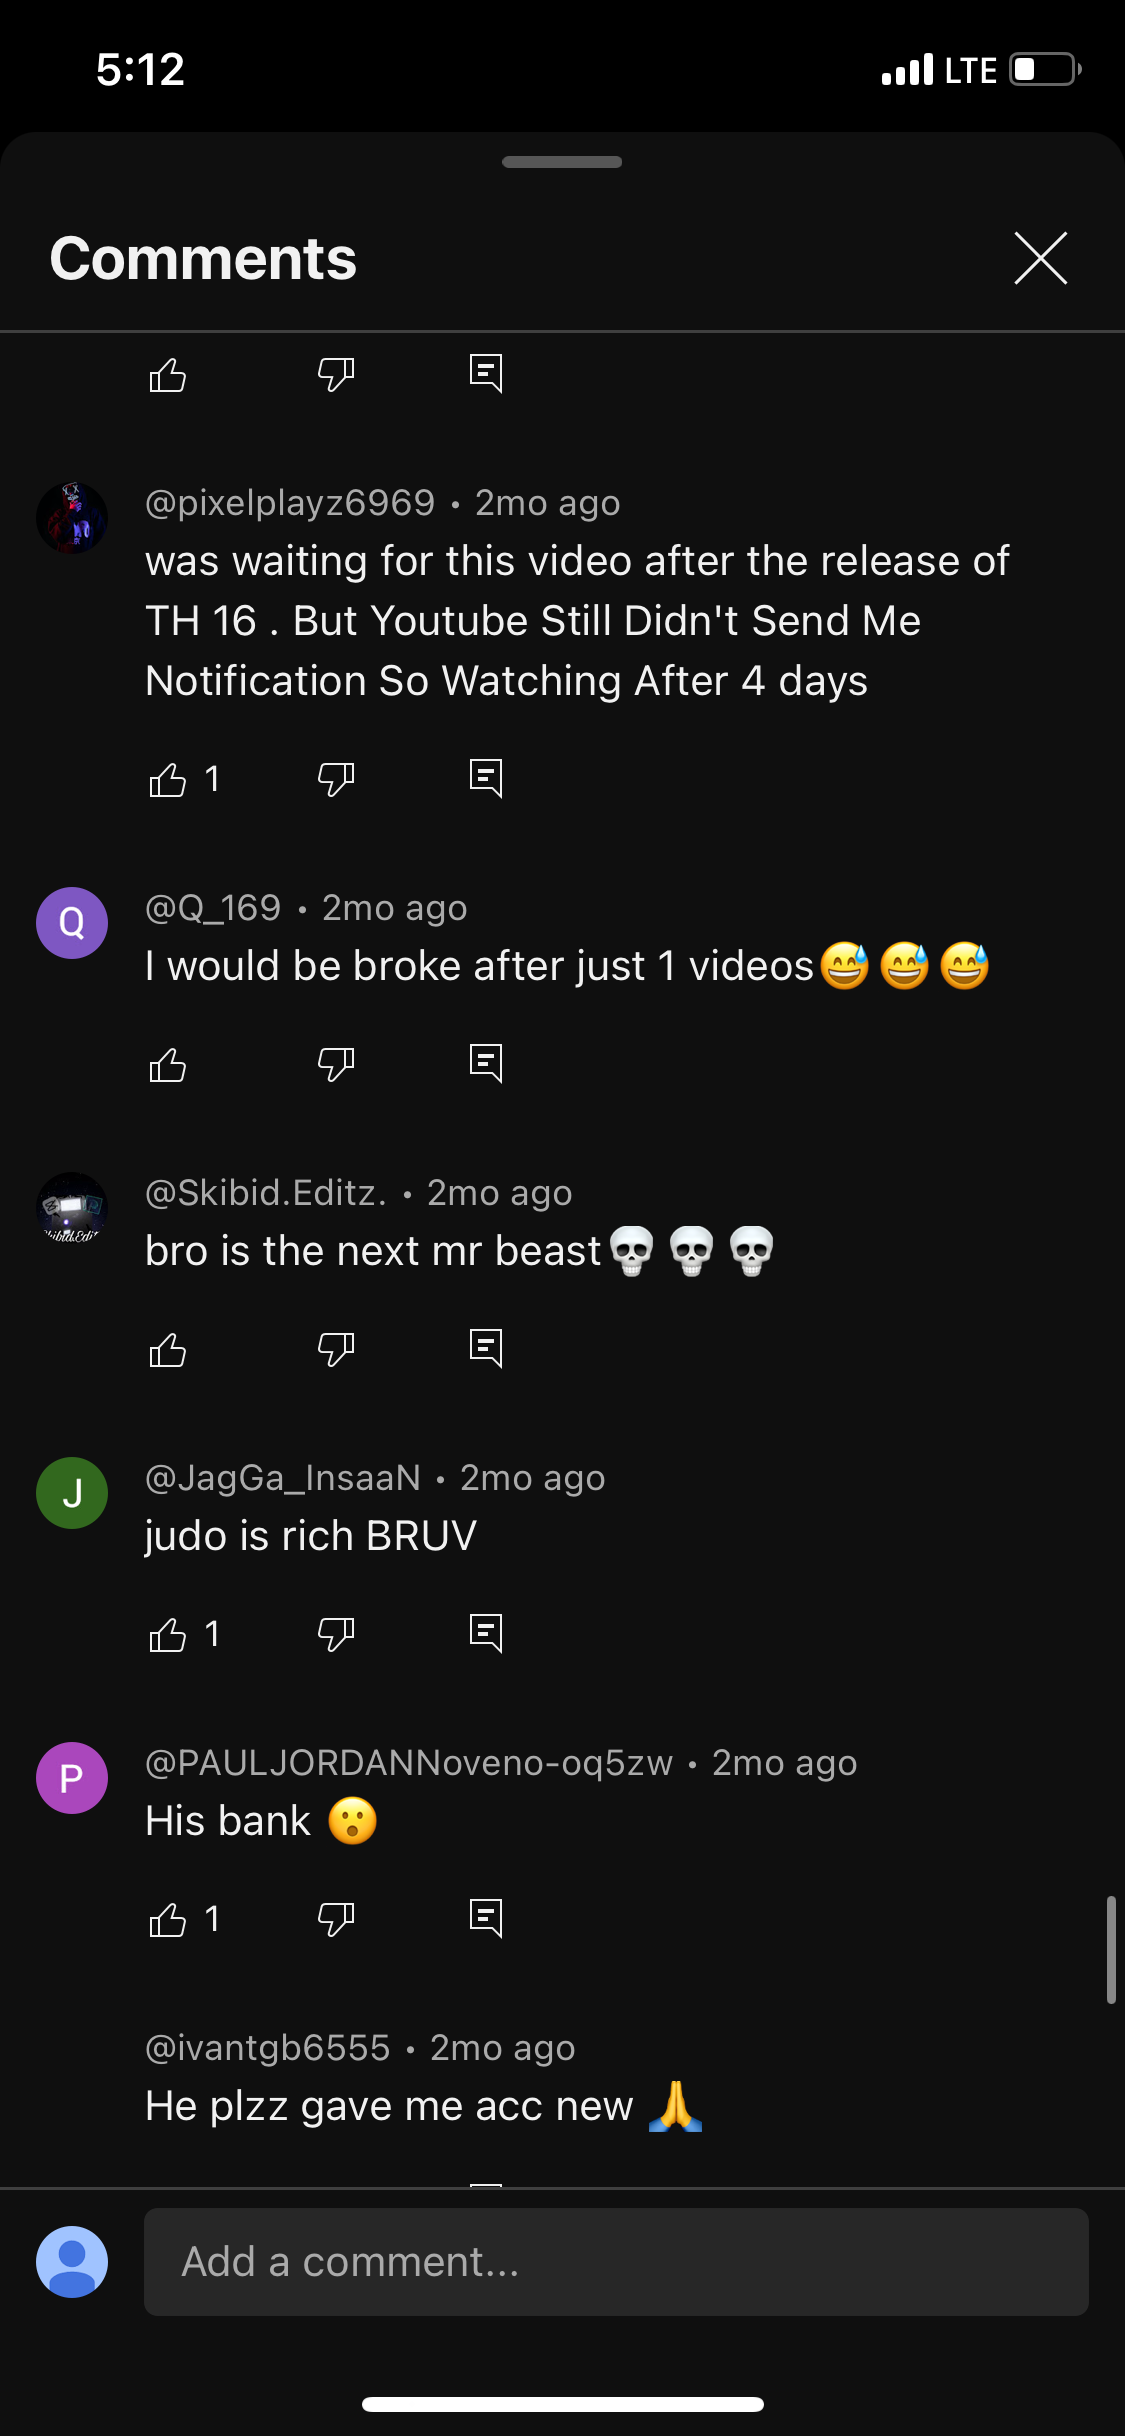 5:12
LTE
Comments
@pixelplayz6969 • 2mo ago
was waiting for this video after the release of
TH 16 . But Youtube Still Didn't Send Me
Notification So Watching After 4 days
1
Q
@Q_169 • 2mo ago
I would be broke after just 1 videos😅😅😅
@Skibid.Editz. • 2mo ago
bro is the next mr beast💀💀💀
J
@JagGa_InsaaN • 2mo ago
judo is rich BRUV
1
P
@PAULJORDANNoveno-oq5zw • 2mo ago
His bank 😮
1
@ivantgb6555 • 2mo ago
He plzz gave me acc new 🙏
Add a comment...